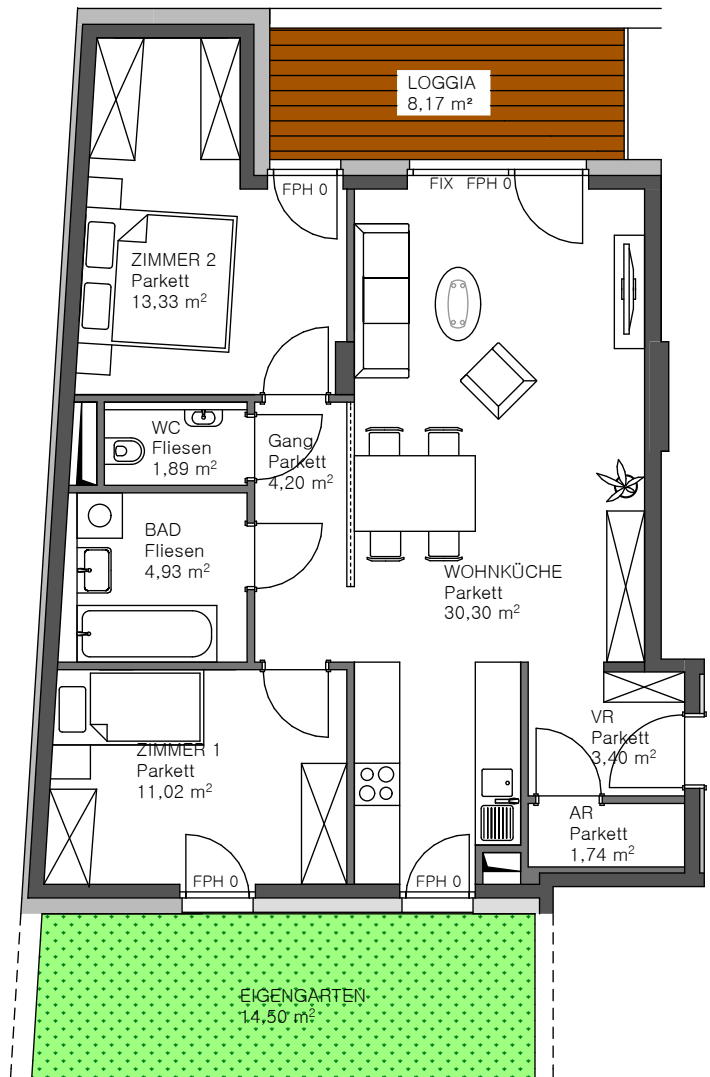 LOGGIA
8,17 m²
FPH 0
FIX FPH 0
ZIMMER 2
Parkett
13,33 m²
WC
Fliesen
1,89 m²
Gang
Parkett
4,20 m²
BAD
Fliesen
4,93 m²
WOHNKÜCHE
Parkett
30,30 m²
VR
Parkett
3,40 m²
ZIMMER 1
Parkett
11,02 m²
AR
Parkett
1,74 m²
FPH 0
FPH 0
EIGENGARTEN
14,50 m²